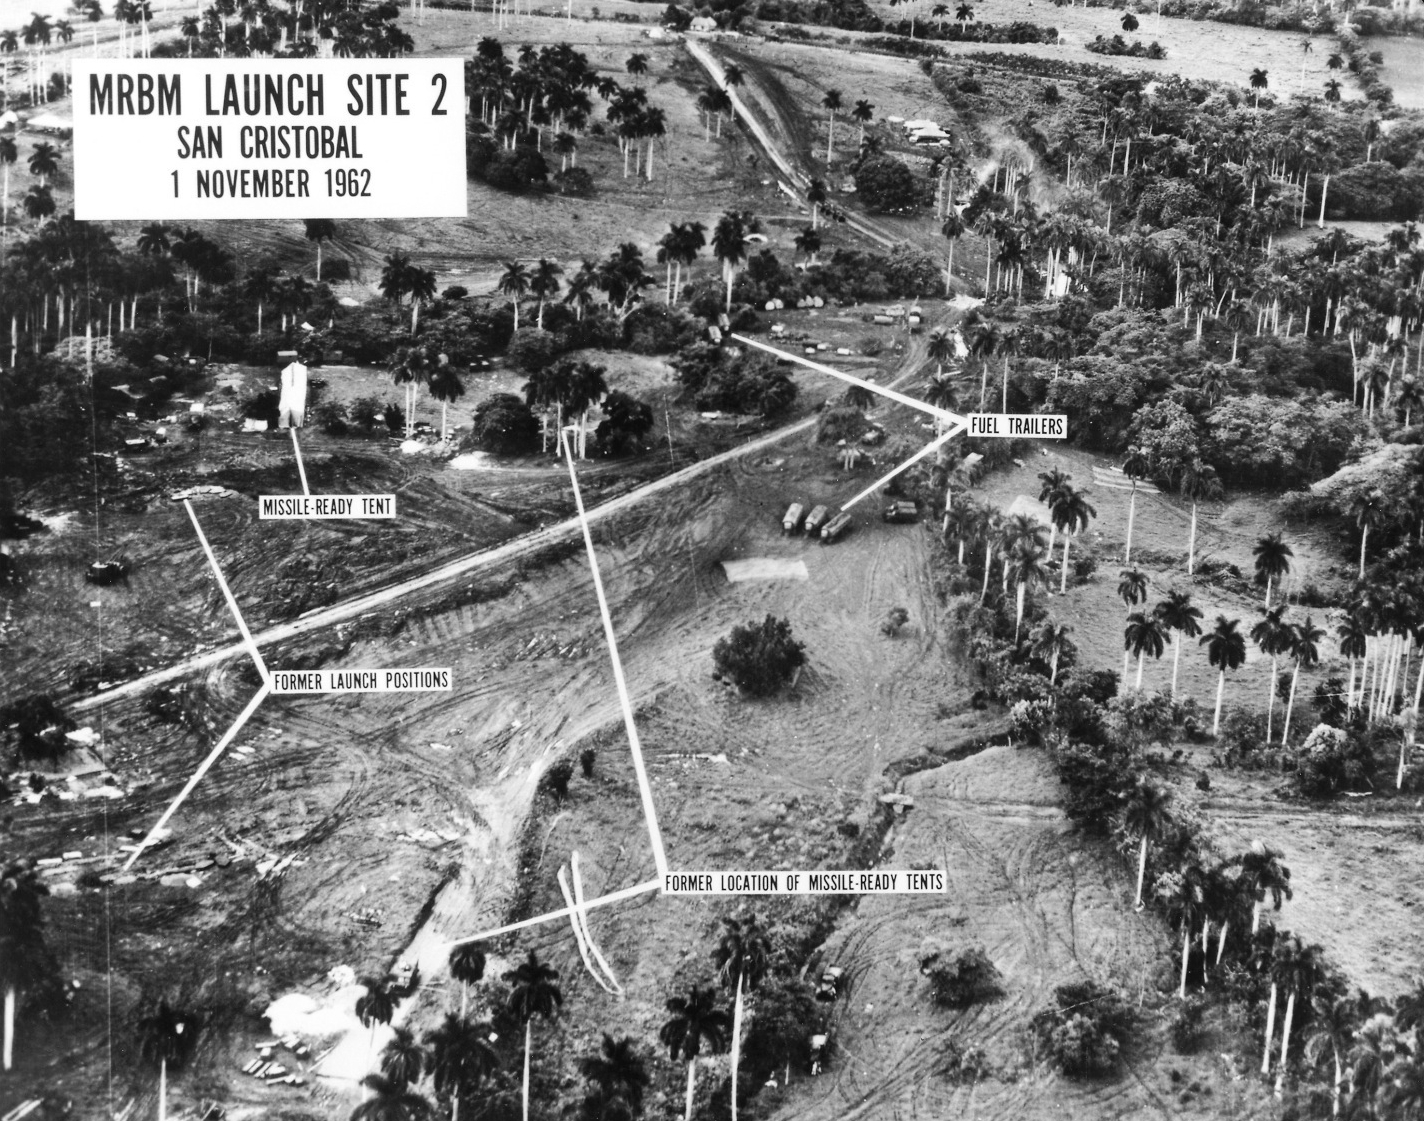 MRBM LAUNCH SITE 2
SAN CRISTOBAL
1 NOVEMBER 1962
FUEL TRAILERS
MISSILE-READY TENT
FORMER LAUNCH POSITIONS
FORMER LOCATION OF MISSILE-READY TENTS